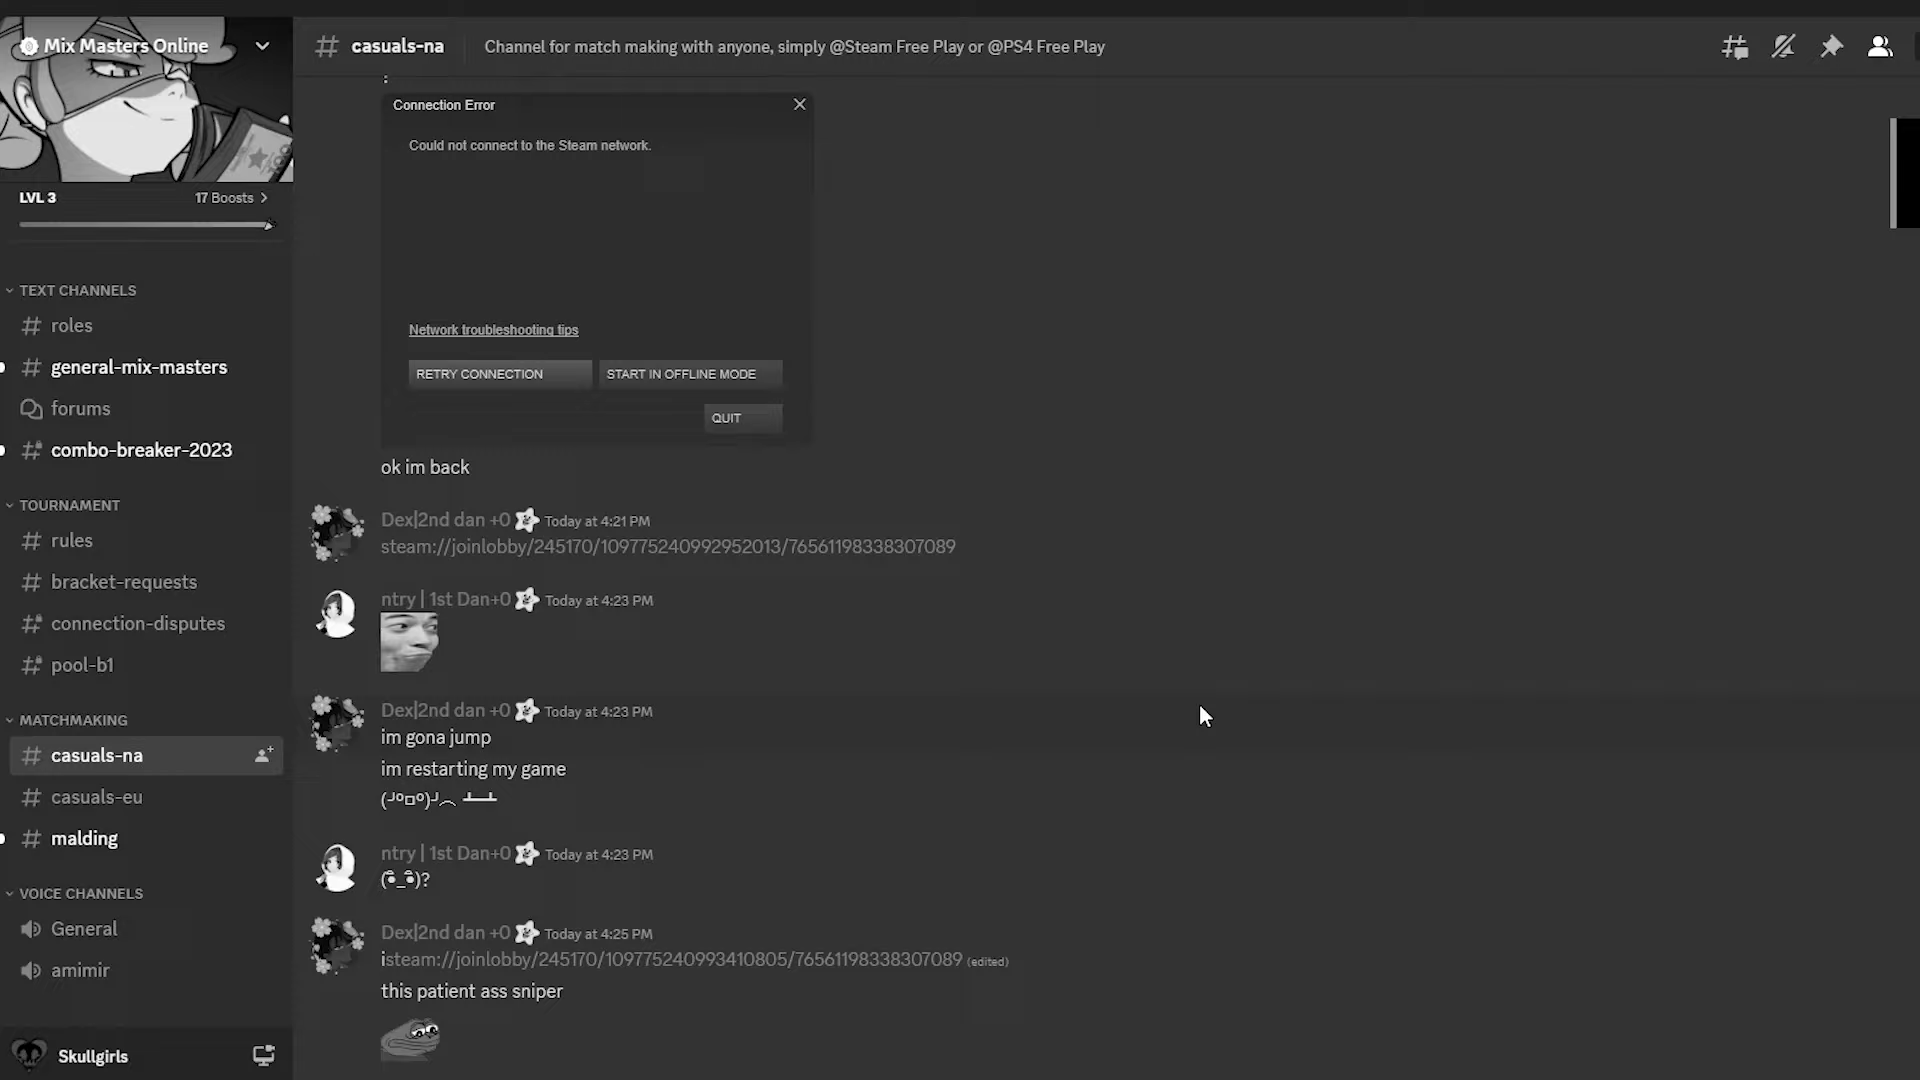 Mix Masters Online
LVL 3
17 Boosts
TEXT CHANNELS
roles
general-mix-masters
forums
combo-breaker-2023
TOURNAMENT
rules
bracket-requests
connection-disputes
pool-b1
MATCHMAKING
casuals-na
casuals-eu
malding
VOICE CHANNELS
General
amimir
Skullgirls
casuals-na
Channel for match making with anyone, simply @Steam Free Play or @PS4 Free Play
Connection Error
Could not connect to the Steam network.
Network troubleshooting tips
RETRY CONNECTION
START IN OFFLINE MODE
QUIT
ok im back
Dex|2nd dan +0 Today at 4:21 PM
steam://joinlobby/245170/109775240992952013/76561198338307089
ntry | 1st Dan+0 Today at 4:23 PM
Dex|2nd dan +0 Today at 4:23 PM
im gona jump
im restarting my game
(╯°□°)╯︵ ┻━┻
ntry | 1st Dan+0 Today at 4:23 PM
(•̂_•̂)?
Dex|2nd dan +0 Today at 4:25 PM
isteam://joinlobby/245170/109775240993410805/76561198338307089 (edited)
this patient ass sniper